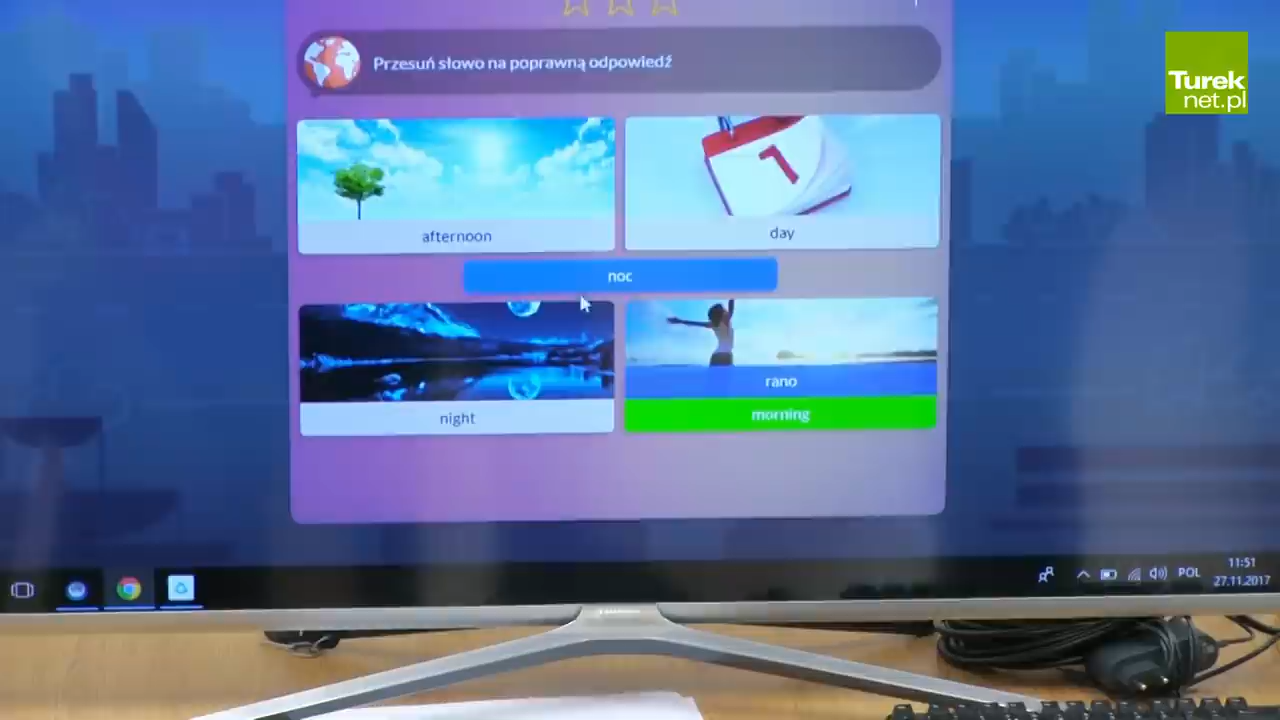 Turek
net.pl
Przesuń słowo na poprawną odpowiedź
1
afternoon
day
noc
night
rano
morning
POL
11:51
27.11.2017